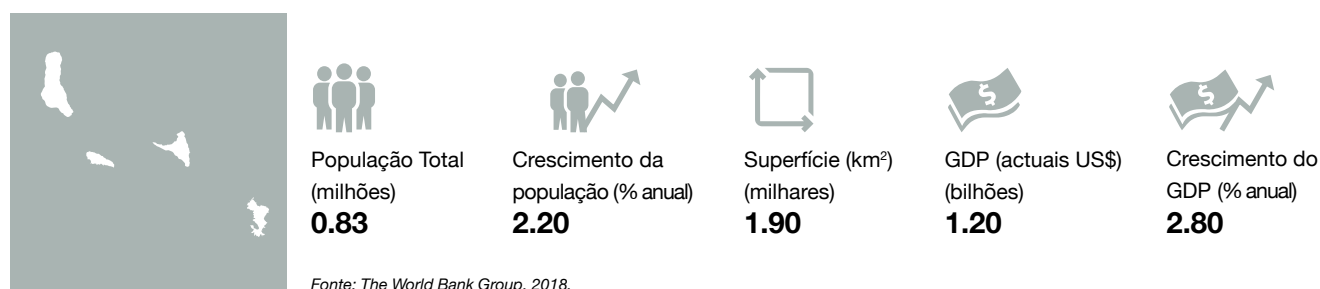 População Total
(milhões)
0.83
Crescimento da
população (% anual)
2.20
Superfície (km²)
(milhares)
1.90
GDP (actuais US$)
(bilhões)
1.20
Crescimento do
GDP (% anual)
2.80
Fonte: The World Bank Group, 2018.